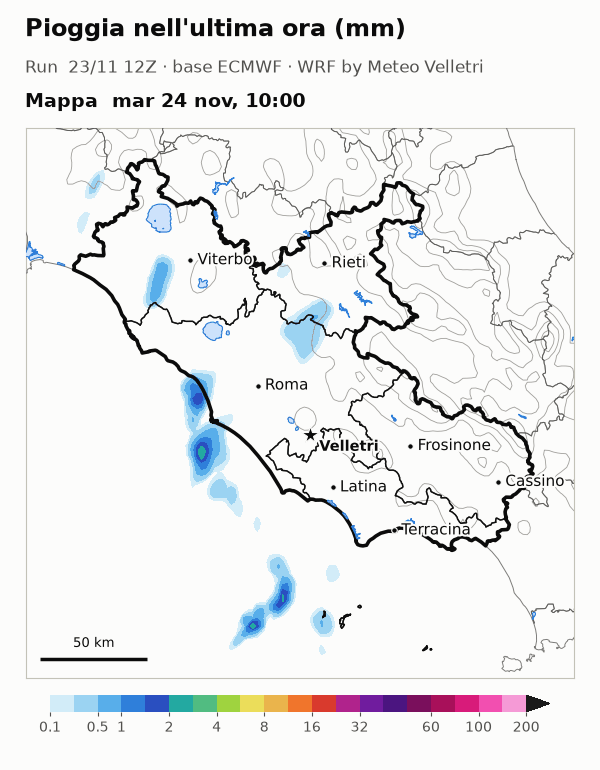 Pioggia nell'ultima ora (mm)
Run  23/11 12Z · base ECMWF · WRF by Meteo Velletri
Mappa  mar 24 nov, 10:00
Viterbo
Rieti
Roma
Velletri
Frosinone
Latina
Cassino
Terracina
50 km
0.1 0.5 1 2 4 8 16 32 60 100 200